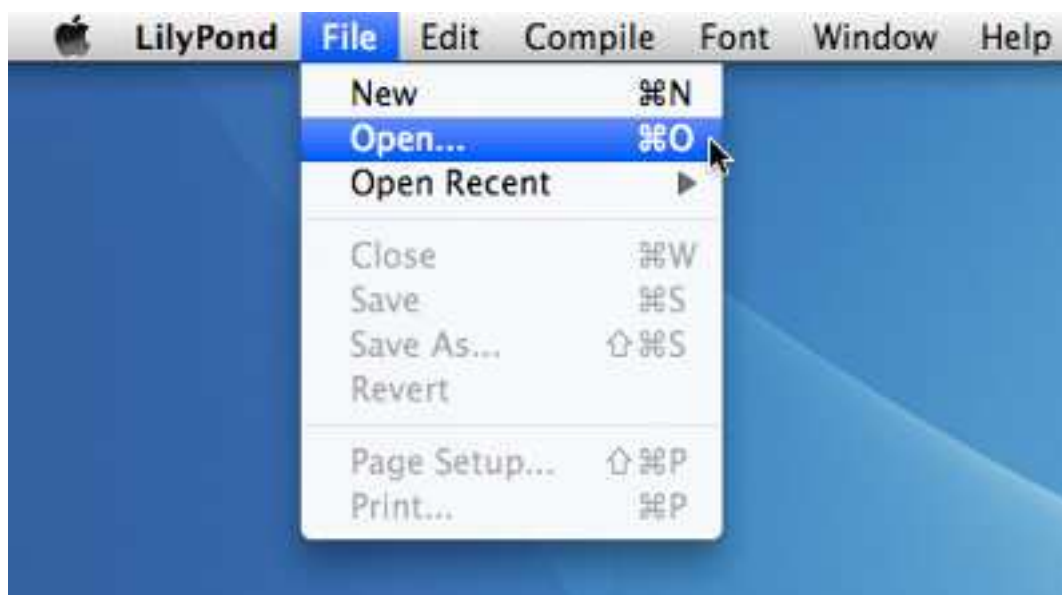 LilyPond File Edit Compile Font Window Help
New ⌘N
Open... ⌘O
Open Recent ▶
Close ⌘W
Save ⌘S
Save As... ⇧⌘S
Revert
Page Setup... ⇧⌘P
Print... ⌘P